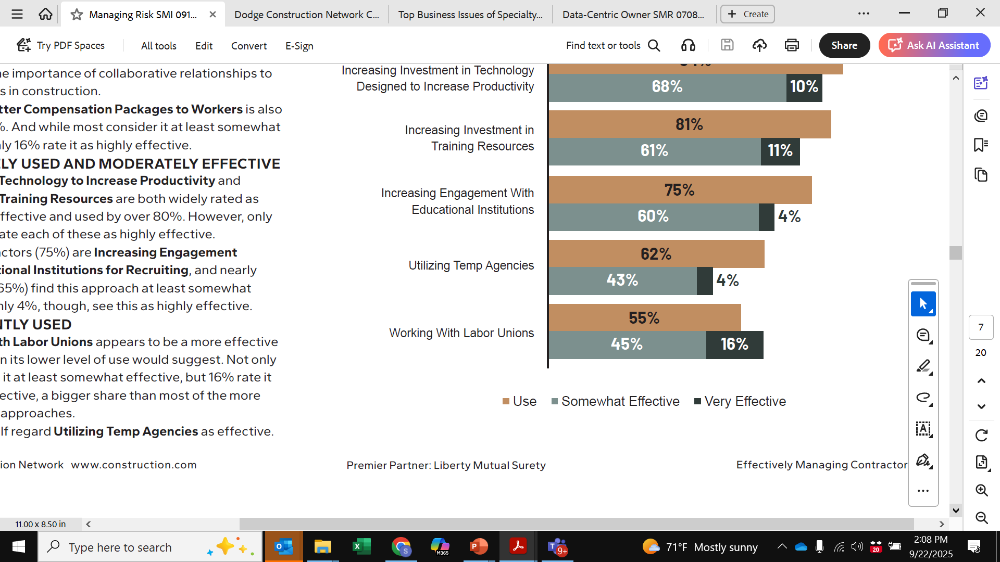 Managing Risk SMI 091...
Dodge Construction Network C...
Top Business Issues of Specialty...
Data-Centric Owner SMR 0708...
Create
Try PDF Spaces
All tools
Edit
Convert
E-Sign
Find text or tools
Share
Ask AI Assistant
e importance of collaborative relationships to
s in construction.
tter Compensation Packages to Workers is also
%. And while most consider it at least somewhat
ly 16% rate it as highly effective.
LY USED AND MODERATELY EFFECTIVE
Technology to Increase Productivity and
Training Resources are both widely rated as
ffective and used by over 80%. However, only
ate each of these as highly effective.
actors (75%) are Increasing Engagement
tional Institutions for Recruiting, and nearly
65%) find this approach at least somewhat
nly 4%, though, see this as highly effective.
NTLY USED
th Labor Unions appears to be a more effective
n its lower level of use would suggest. Not only
it at least somewhat effective, but 16% rate it
ective, a bigger share than most of the more
approaches.
lf regard Utilizing Temp Agencies as effective.
Increasing Investment in Technology
Designed to Increase Productivity
68%
10%
Increasing Investment in
Training Resources
81%
61%
11%
Increasing Engagement With
Educational Institutions
75%
60%
4%
Utilizing Temp Agencies
62%
43%
4%
Working With Labor Unions
55%
45%
16%
Use
Somewhat Effective
Very Effective
ion Network www.construction.com
Premier Partner: Liberty Mutual Surety
Effectively Managing Contractor
7
20
11.00 x 8.50 in
Type here to search
M365
9+
71°F Mostly sunny
20
2:08 PM
9/22/2025